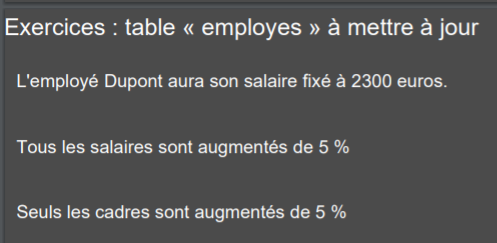 Exercices : table « employes » à mettre à jour
L'employé Dupont aura son salaire fixé à 2300 euros.
Tous les salaires sont augmentés de 5 %
Seuls les cadres sont augmentés de 5 %